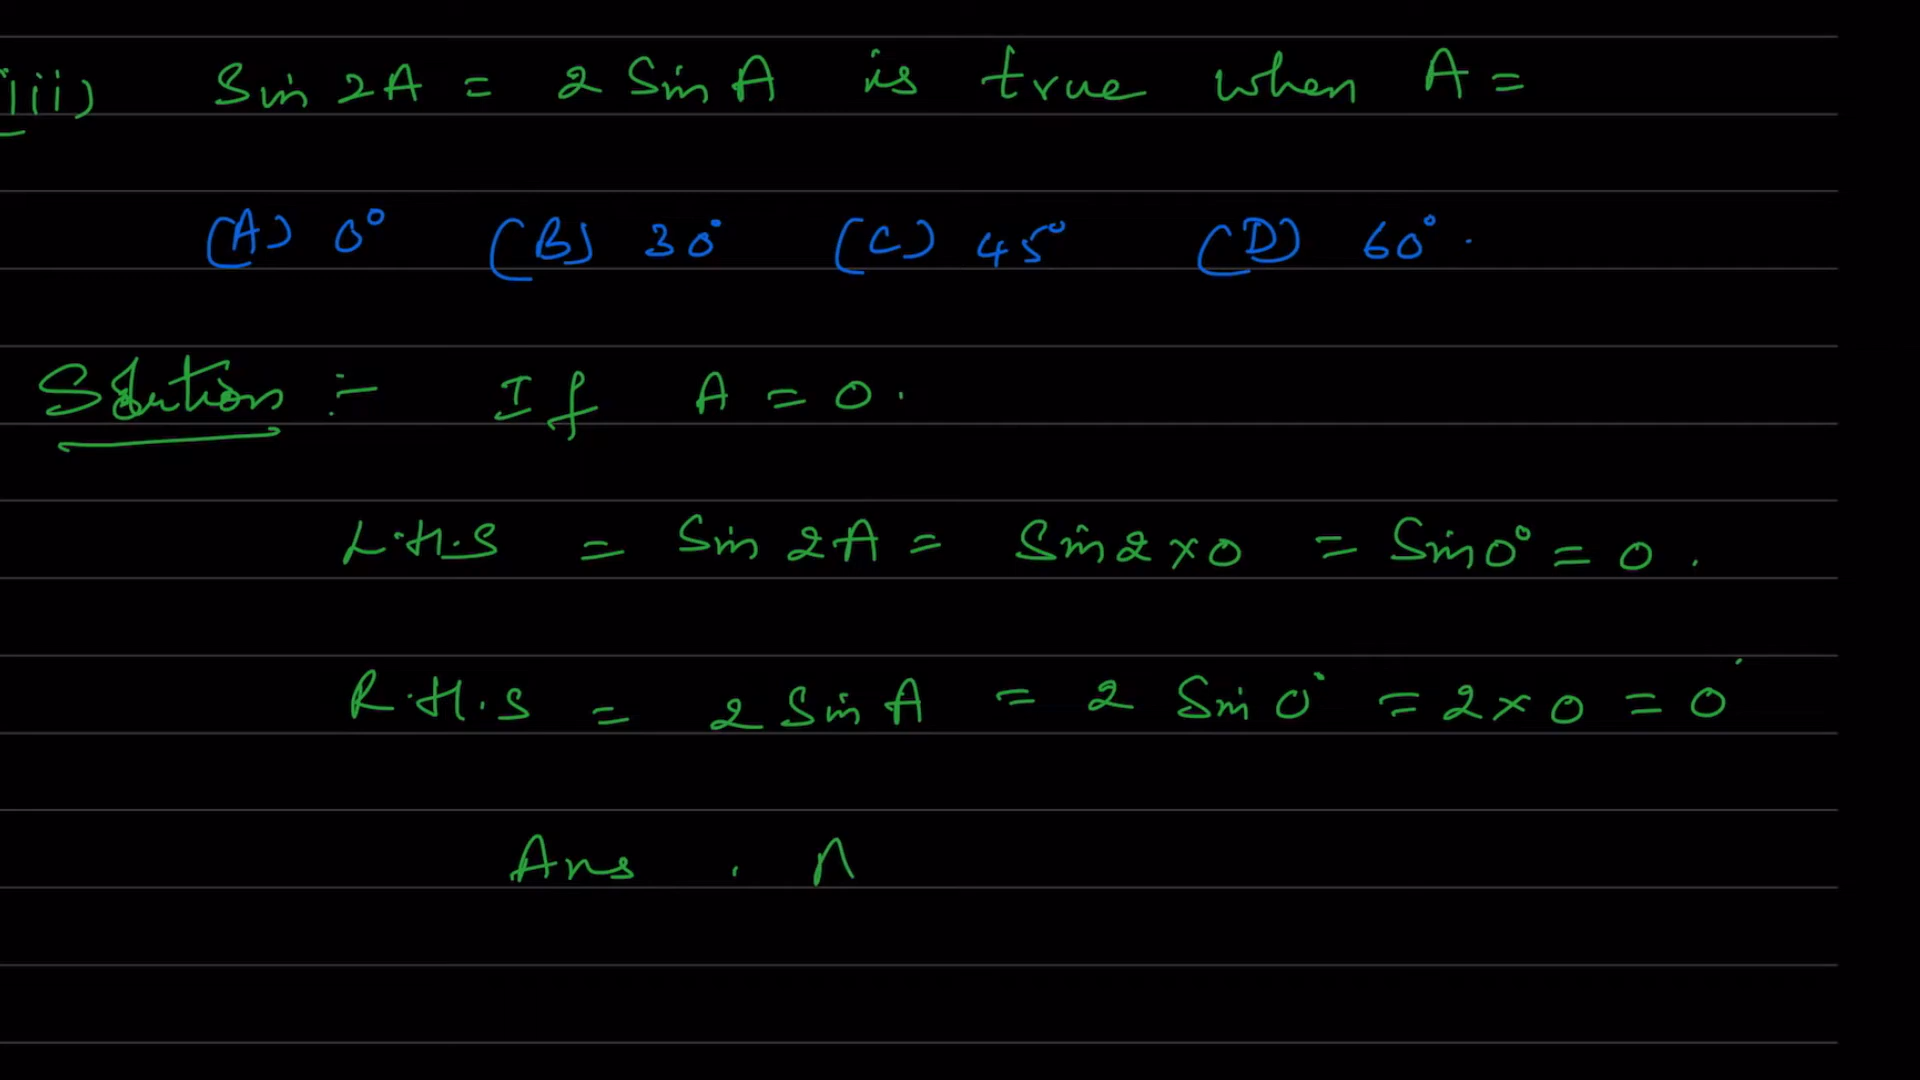 iii) Sin 2A = 2 Sin A is true when A =
(A) 0° (B) 30° (C) 45° (D) 60°.
Solution :- If A = 0.
L.H.S = Sin 2A = Sin 2 × 0 = Sin 0° = 0.
R.H.S = 2 Sin A = 2 Sin 0° = 2 × 0 = 0
Ans .